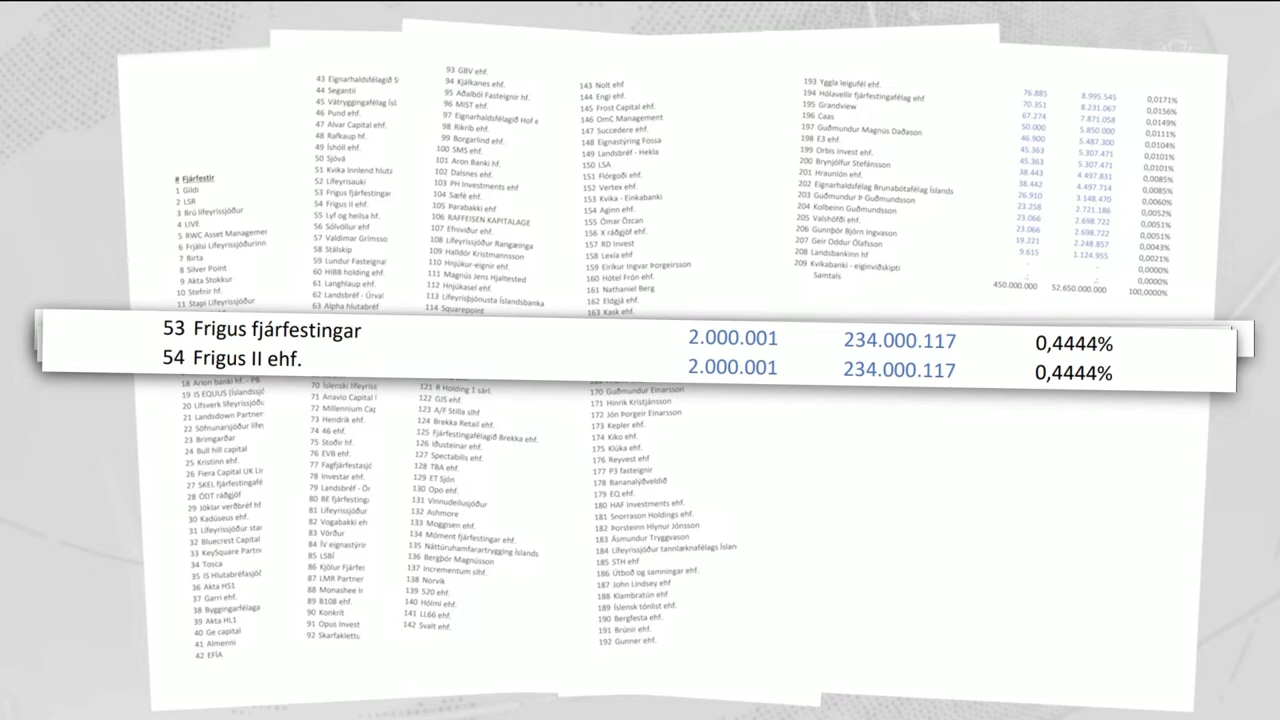 # Fjárfestir
1 Gildi
2 LSR
3 Brú lífeyrissjóður
4 LIVE
5 RWC Asset Managemer
6 Frjálsi Lífeyrissjóðurinn
7 Birta
8 Silver Point
9 Akta Stokkur
10 Stefnir hf.
11 Stapi Lífeyrissjóður
18 Arion banki hf. - PB
19 IS EQUUS (Íslandssjó
20 Lífsverk lífeyrissjóðu
21 Landsdown Partner
22 Söfnunarsjóður lífey
23 Brimgarðar
24 Bull hill capital
25 Kristinn ehf.
26 Fiera Capital UK Li
27 SKEL fjárfestingafé
28 ÓDT ráðgjöf
29 Jöklar verðbréf hf
30 Kadúseus ehf.
31 Lífeyrissjóður star
32 Bluecrest Capital
33 KeySquare Partn
34 Tosca
35 IS Hlutabréfasjóð
36 Akta HS1
37 Garri ehf.
38 Byggingarfélaga
39 Akta HL1
40 Ge capital
41 Almenni
42 EFÍA
43 Eignarhaldsfélagið S
44 Segantii
45 Vátryggingafélag Ísl
46 Pund ehf.
47 Alvar Capital ehf.
48 Rafkaup hf.
49 Íshóll ehf.
50 Sjóvá
51 Kvika Innlend hluta
52 Lífeyrisauki
53 Frigus fjárfestingar
54 Frigus II ehf.
55 Lyf og heilsa hf.
56 Sólvöllur ehf
57 Valdimar Grímsso
58 Stálskip
59 Lundur Fasteigna
60 HIBB holding ehf.
61 Langhlaup ehf.
62 Landsbréf - Úrval
63 Alpha hlutabréf
70 Íslenski lífeyriss
71 Anavio Capital I
72 Millennium Cap
73 Hendrik ehf.
74 46 ehf.
75 Stoðir hf.
76 EVB ehf.
77 Fagfjárfestasjó
78 Investar ehf.
79 Landsbréf - Ör
80 BE fjárfesting
81 Lífeyrissjóður
82 Vogabakki eh
83 Vörður
84 ÍV eignastýrin
85 LSBÍ
86 Kjölur Fjárfes
87 LMR Partner
88 Monashee Ir
89 B108 ehf.
90 Konkrít
91 Opus Invest
92 Skarfaklettu
93 GBV ehf.
94 Kjálkanes ehf.
95 Aðalból Fasteignir hf.
96 MIST ehf.
97 Eignarhaldsfélagið Hof e
98 Rikrib ehf.
99 Borgarlind ehf.
100 SMS ehf.
101 Aron Banki hf.
102 Dalsnes ehf.
103 PH Investments ehf
104 Sæfé ehf.
105 Þarabakki ehf
106 RAFFEISEN KAPITALAGE
107 Efniviður ehf.
108 Lífeyrissjóður Rangæinga
109 Halldór Kristmannsson
110 Hnjúkur-eignir ehf.
111 Magnús Jens Hjaltested
112 Hnjúkasel ehf.
113 Lífeyrisþjónusta Íslandsbanka
114 Squarepoint
121 R Holding 1 sárl.
122 GJS ehf.
123 A/F Stilla slhf
124 Brekka Retail ehf.
125 Fjárfestingafélagið Brekka ehf.
126 Iðusteinar ehf.
127 Spectabilis ehf.
128 TBA ehf.
129 ET Sjón
130 Opo ehf.
131 Vinnudeilusjóður
132 Ashmore
133 Moggisen ehf.
134 Móment fjárfestingar ehf.
135 Náttúruhamfaratrygging Íslands
136 Bergþór Magnússon
137 Incrementum slhf.
138 Norvik
139 520 ehf.
140 Hólmi ehf.
141 LL66 ehf.
142 Svalt ehf.
143 Nolt ehf
144 Engi ehf.
145 Frost Capital ehf.
146 OmC Management
147 Succedere ehf.
148 Eignastýring Fossa
149 Landsbréf - Hekla
150 LSA
151 Flórgoði ehf.
152 Vertex ehf.
153 Kvika - Einkabanki
154 Aginn ehf.
155 Ómar Özcan
156 X ráðgjöf ehf.
157 RD Invest
158 Lexía ehf
159 Eiríkur Ingvar Þorgeirsson
160 Hótel Frón ehf.
161 Nathaniel Berg
162 Eldgjá ehf.
163 Kask ehf.
170 Guðmundur Einarsson
171 Hinrik Kristjánsson
172 Jón Þorgeir Einarsson
173 Kepler ehf.
174 Kiko ehf.
175 Klúka ehf.
176 Reyvest ehf
177 P3 fasteignir
178 Bananalýðveldið
179 EQ ehf.
180 HAF Investments ehf.
181 Snorrason Holdings ehf.
182 Þorsteinn Hlynur Jónsson
183 Ásmundur Tryggvason
184 Lífeyrissjóður tannlæknafélags Íslan
185 STH ehf
186 Útboð og samningar ehf.
187 John Lindsey ehf
188 Klambratún ehf
189 Íslensk tónlist ehf.
190 Bergfesta ehf.
191 Brúnir ehf.
192 Gunner ehf.
193 Yggla leigufél ehf. 76.885 8.995.545 0,0171%
194 Hólavellir fjárfestingafélag ehf 70.351 8.231.067 0,0156%
195 Grandview 67.274 7.871.058 0,0149%
196 Caas 50.000 5.850.000 0,0111%
197 Guðmundur Magnús Daðason 46.900 5.487.300 0,0104%
198 E3 ehf. 45.363 5.307.471 0,0101%
199 Orbis Invest ehf. 45.363 5.307.471 0,0101%
200 Brynjólfur Stefánsson 38.443 4.497.831 0,0085%
201 Hraunlón ehf. 38.442 4.497.714 0,0085%
202 Eignarhaldsfélag Brunabótafélag Íslands 26.910 3.148.470 0,0060%
203 Guðmundur Þ Guðmundsson 23.258 2.721.186 0,0052%
204 Kolbeinn Guðmundsson 23.066 2.698.722 0,0051%
205 Valshöfði ehf. 23.066 2.698.722 0,0051%
206 Gunnþór Björn Ingvason 19.221 2.248.857 0,0043%
207 Geir Oddur Ólafsson 9.615 1.124.955 0,0021%
208 Landsbankinn hf - - 0,0000%
209 Kvikabanki - eiginviðskipti - - 0,0000%
Samtals 450.000.000 52.650.000.000 100,0000%
53 Frigus fjárfestingar 2.000.001 234.000.117 0,4444%
54 Frigus II ehf. 2.000.001 234.000.117 0,4444%